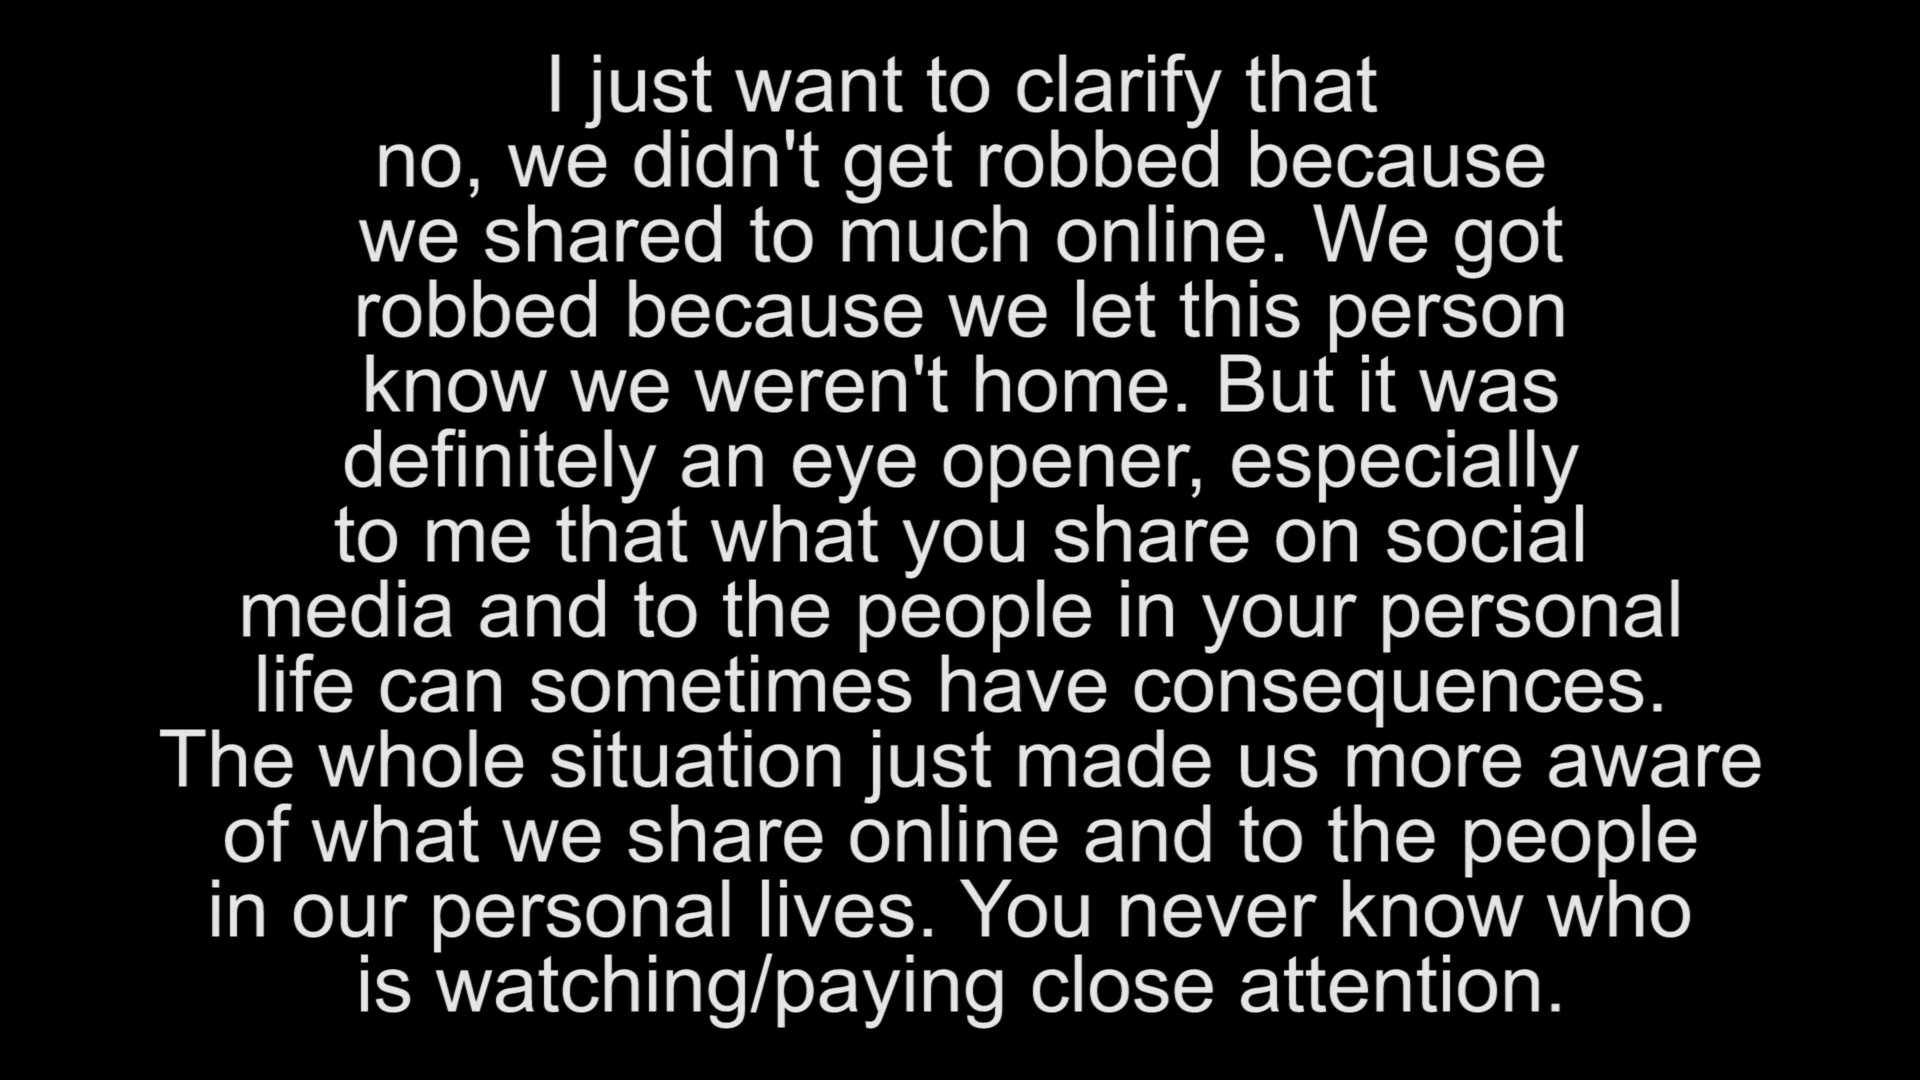 I just want to clarify that
no, we didn't get robbed because
we shared to much online. We got
robbed because we let this person
know we weren't home. But it was
definitely an eye opener, especially
to me that what you share on social
media and to the people in your personal
life can sometimes have consequences.
The whole situation just made us more aware
of what we share online and to the people
in our personal lives. You never know who
is watching/paying close attention.